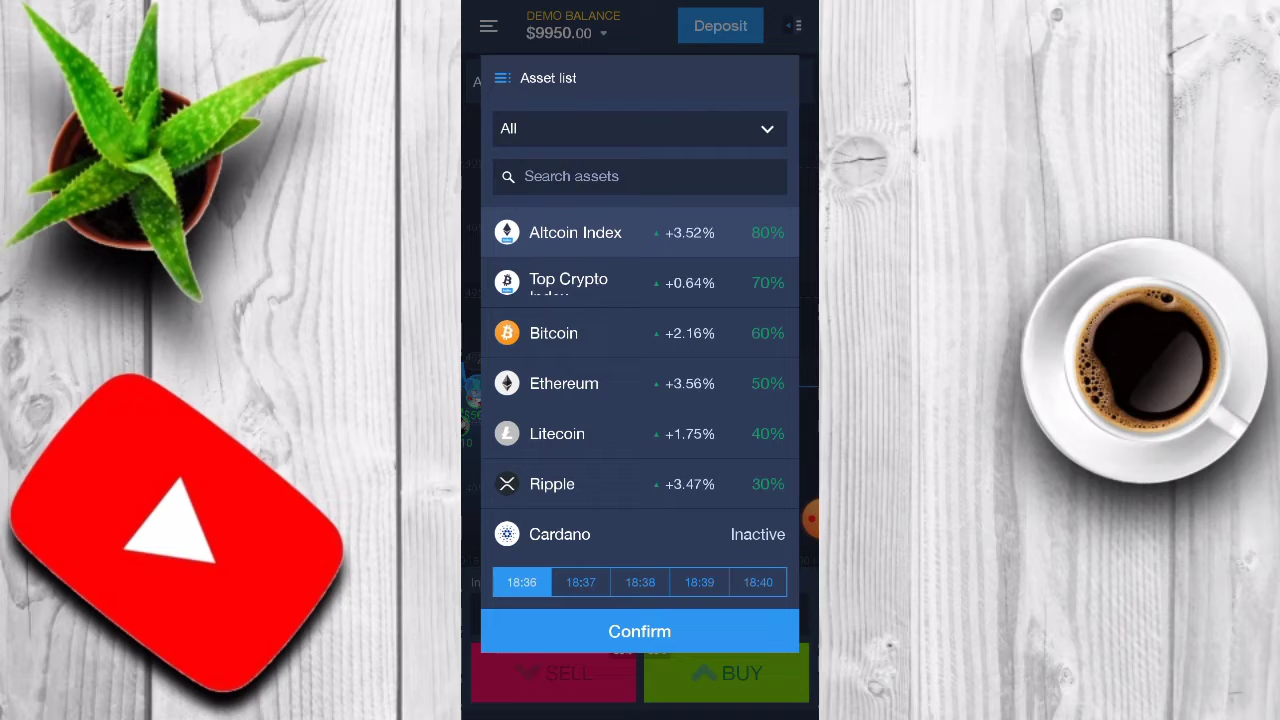 DEMO BALANCE
$9950.00
Deposit
Asset list
All
Search assets
Altcoin Index +3.52% 80%
Top Crypto +0.64% 70%
Index
Bitcoin +2.16% 60%
Ethereum +3.56% 50%
Litecoin +1.75% 40%
Ripple +3.47% 30%
Cardano Inactive
18:36 18:37 18:38 18:39 18:40
Confirm
SELL BUY